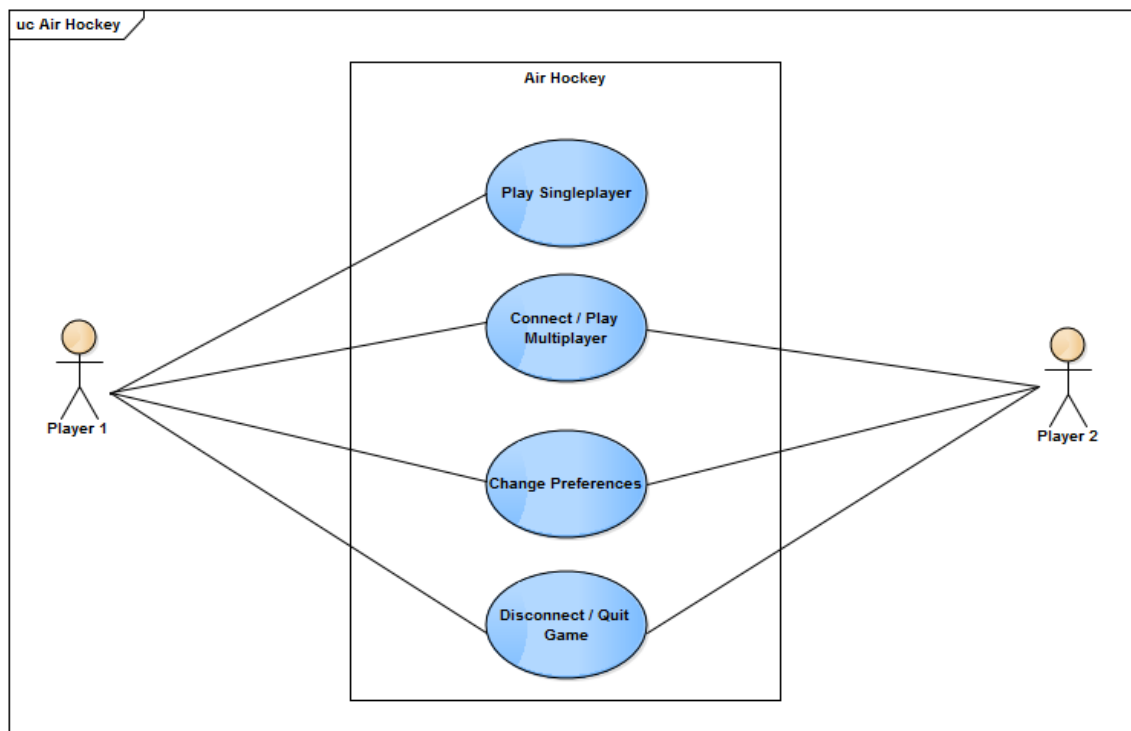 uc Air Hockey
Air Hockey
Play Singleplayer
Connect / Play
Multiplayer
Player 1
Player 2
Change Preferences
Disconnect / Quit
Game